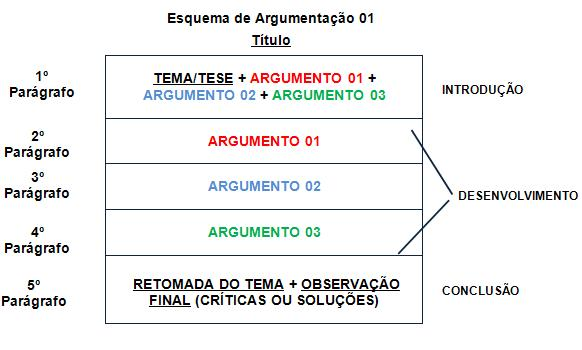 Esquema de Argumentação 01
Título
1º
Parágrafo
TEMA/TESE + ARGUMENTO 01 +
ARGUMENTO 02 + ARGUMENTO 03
INTRODUÇÃO
2º
Parágrafo
ARGUMENTO 01
3º
Parágrafo
ARGUMENTO 02
DESENVOLVIMENTO
4º
Parágrafo
ARGUMENTO 03
5º
Parágrafo
RETOMADA DO TEMA + OBSERVAÇÃO
FINAL (CRÍTICAS OU SOLUÇÕES)
CONCLUSÃO